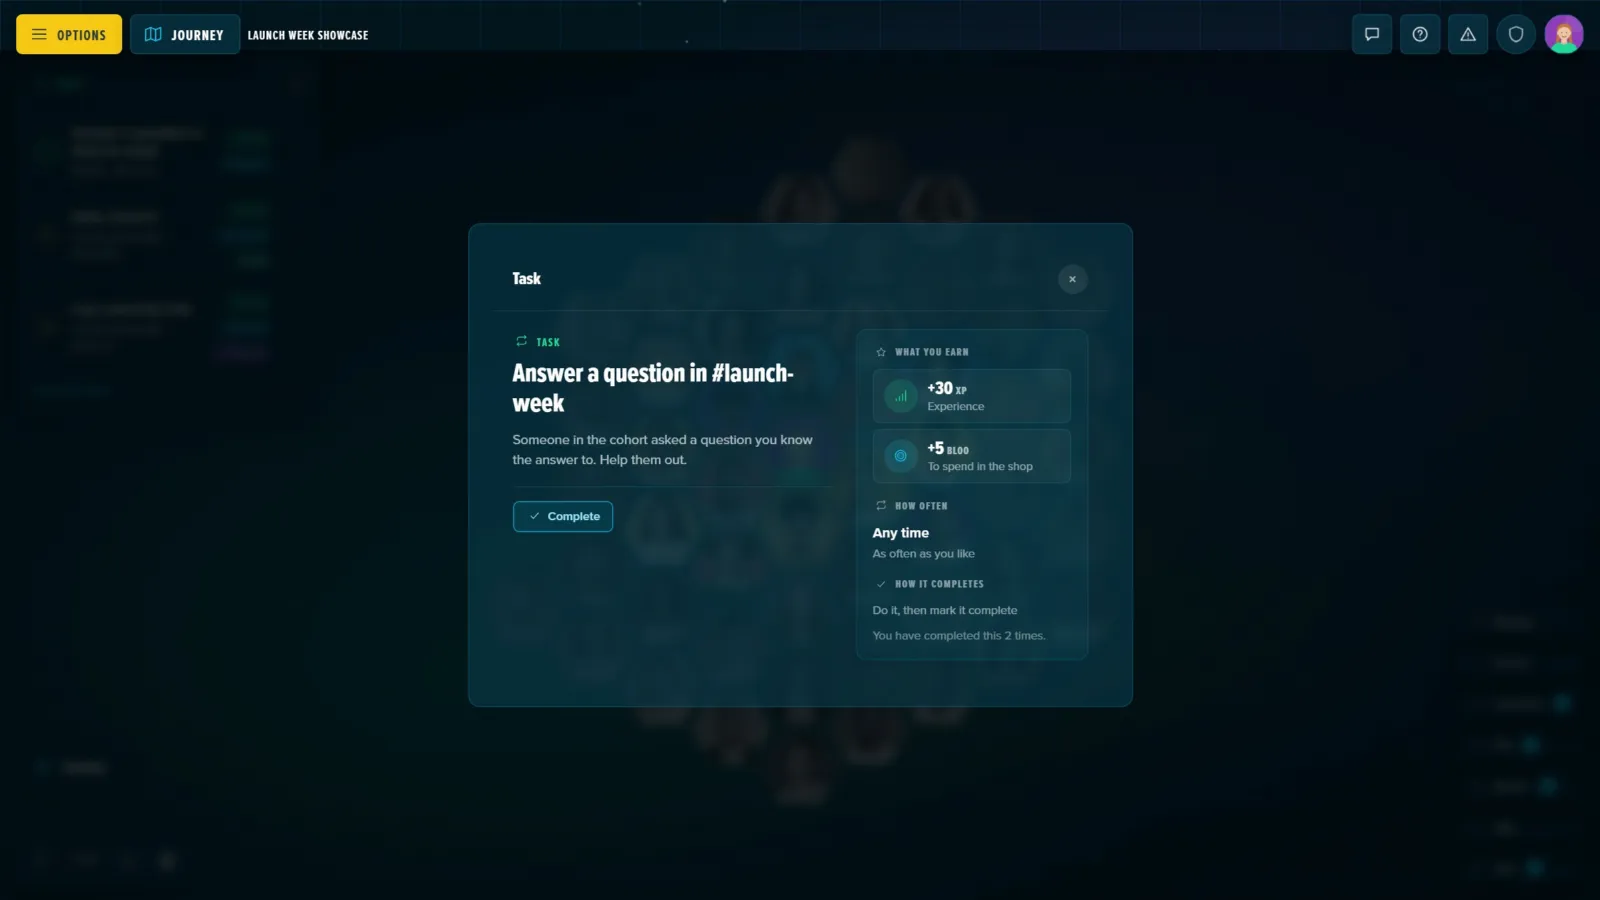 OPTIONS
JOURNEY
LAUNCH WEEK SHOWCASE
Task
TASK
Answer a question in #launch-
week
Someone in the cohort asked a question you know
the answer to. Help them out.
Complete
WHAT YOU EARN
+30 XP
Experience
+5 BLOO
To spend in the shop
HOW OFTEN
Any time
As often as you like
HOW IT COMPLETES
Do it, then mark it complete
You have completed this 2 times.